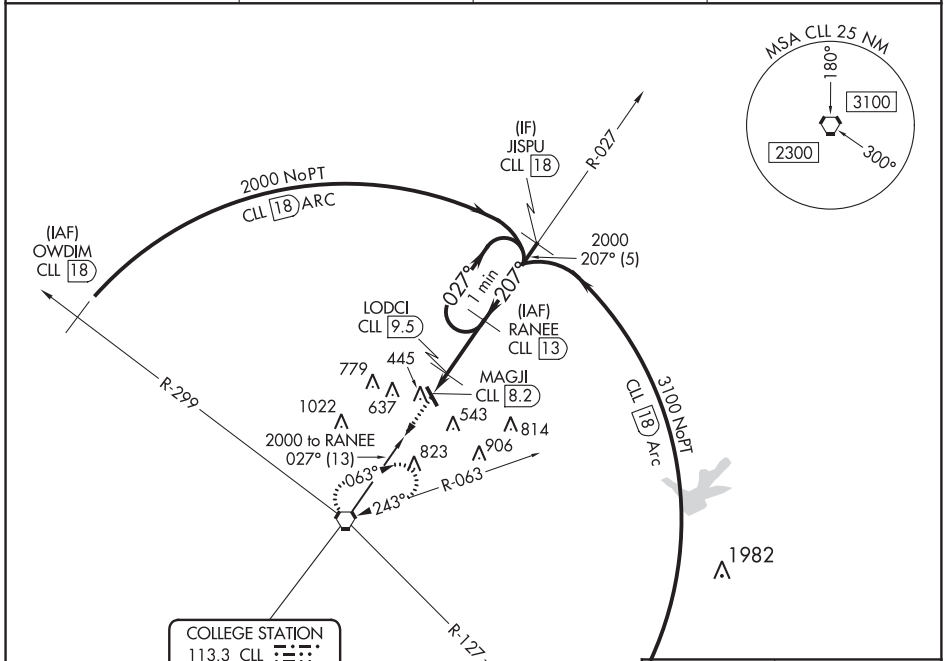 MSA CLL 25 NM
180°
3100
2300
300°
(IF)
JISPU
CLL 18
R-027
2000 NoPT
CLL 18 ARC
(IAF)
OWDIM
CLL 18
2000
207° (5)
027°
1 min
207°
LODCI
CLL 9.5
(IAF)
RANEE
CLL 13
R-299
445
779
637
MAGJI
CLL 8.2
1022
543
814
3100 NoPT
CLL 18 Arc
2000 to RANEE
027° (13)
823
906
063°
R-063
243°
1982
COLLEGE STATION
113.3 CLL
R-127